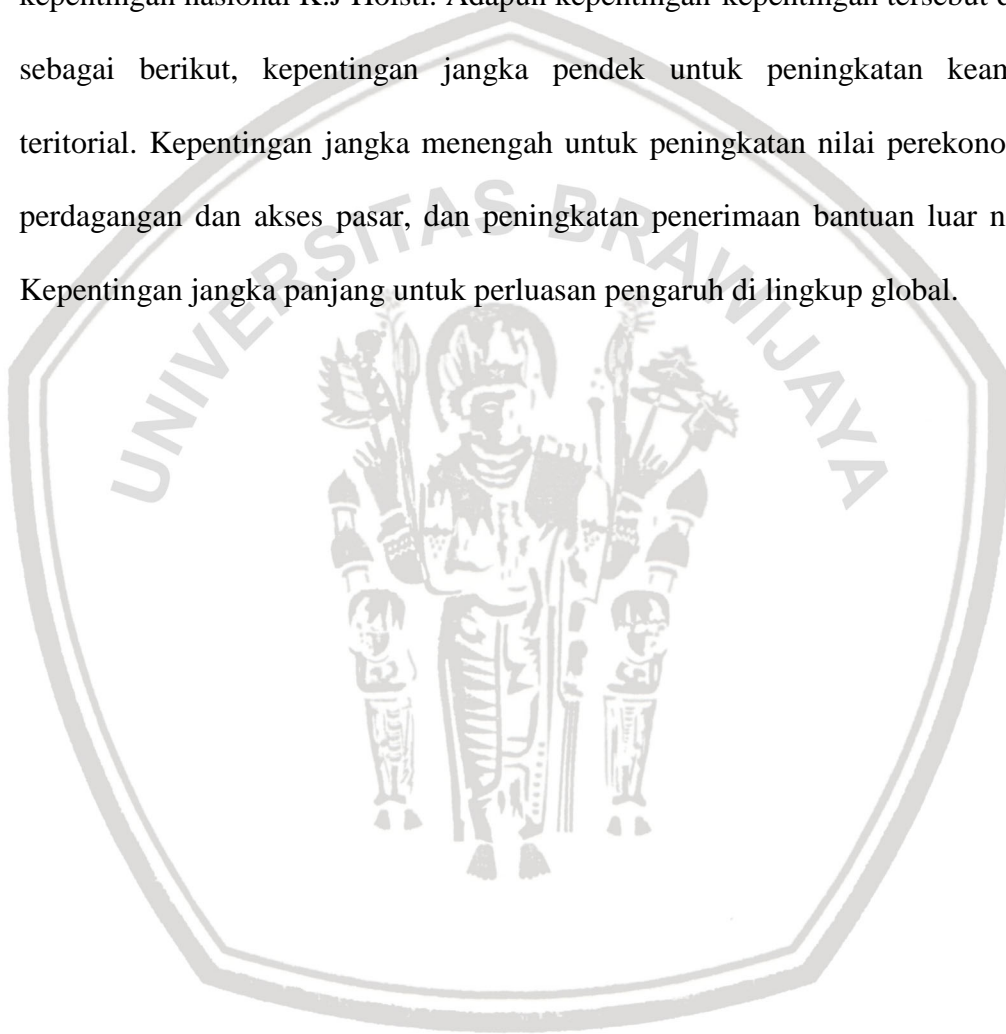 kepentingan nasional K.J Holsti. Adapun kepentingan-kepentingan tersebut
sebagai berikut, kepentingan jangka pendek untuk peningkatan
teritorial. Kepentingan jangka menengah untuk peningkatan nilai
perdagangan dan akses pasar, dan peningkatan penerimaan bantuan luar
Kepentingan jangka panjang untuk perluasan pengaruh di lingkup global.
UNIVERSITAS BRAWIJAYA